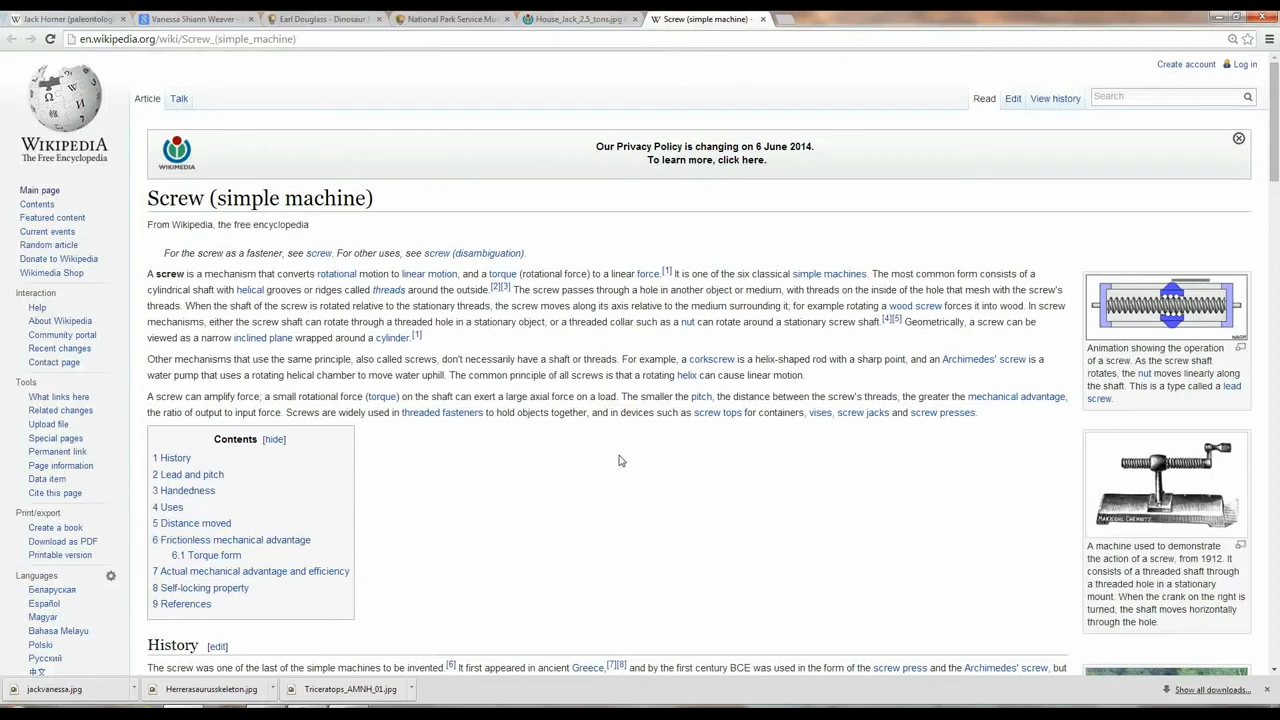 Jack Horner (paleontolog
Vanessa Shiann Weaver -
Earl Douglass - Dinosaur
National Park Service Mu
House_Jack_2.5_tons.jpg
Screw (simple machine) -
en.wikipedia.org/wiki/Screw_(simple_machine)
Create account Log in
Article Talk Read Edit View history Search
WIKIPEDIA
The Free Encyclopedia
WIKIMEDIA
Our Privacy Policy is changing on 6 June 2014.
To learn more, click here.
Main page
Contents
Featured content
Current events
Random article
Donate to Wikipedia
Wikimedia Shop
Interaction
Help
About Wikipedia
Community portal
Recent changes
Contact page
Tools
What links here
Related changes
Upload file
Special pages
Permanent link
Page information
Data item
Cite this page
Print/export
Create a book
Download as PDF
Printable version
Languages
Беларуская
Español
Magyar
Bahasa Melayu
Polski
Русский
中文
Screw (simple machine)
From Wikipedia, the free encyclopedia
For the screw as a fastener, see screw. For other uses, see screw (disambiguation).
A screw is a mechanism that converts rotational motion to linear motion, and a torque (rotational force) to a linear force.[1] It is one of the six classical simple machines. The most common form consists of a
cylindrical shaft with helical grooves or ridges called threads around the outside.[2][3] The screw passes through a hole in another object or medium, with threads on the inside of the hole that mesh with the screw's
threads. When the shaft of the screw is rotated relative to the stationary threads, the screw moves along its axis relative to the medium surrounding it; for example rotating a wood screw forces it into wood. In screw
mechanisms, either the screw shaft can rotate through a threaded hole in a stationary object, or a threaded collar such as a nut can rotate around a stationary screw shaft.[4][5] Geometrically, a screw can be
viewed as a narrow inclined plane wrapped around a cylinder.[1]
Other mechanisms that use the same principle, also called screws, don't necessarily have a shaft or threads. For example, a corkscrew is a helix-shaped rod with a sharp point, and an Archimedes' screw is a
water pump that uses a rotating helical chamber to move water uphill. The common principle of all screws is that a rotating helix can cause linear motion.
A screw can amplify force; a small rotational force (torque) on the shaft can exert a large axial force on a load. The smaller the pitch, the distance between the screw's threads, the greater the mechanical advantage,
the ratio of output to input force. Screws are widely used in threaded fasteners to hold objects together, and in devices such as screw tops for containers, vises, screw jacks and screw presses.
Contents [hide]
1 History
2 Lead and pitch
3 Handedness
4 Uses
5 Distance moved
6 Frictionless mechanical advantage
6.1 Torque form
7 Actual mechanical advantage and efficiency
8 Self-locking property
9 References
History [edit]
The screw was one of the last of the simple machines to be invented.[6] It first appeared in ancient Greece,[7][8] and by the first century BCE was used in the form of the screw press and the Archimedes' screw, but
Animation showing the operation
of a screw. As the screw shaft
rotates, the nut moves linearly along
the shaft. This is a type called a lead
screw.
MAX KOHL CHEMNITZ
A machine used to demonstrate
the action of a screw, from 1912. It
consists of a threaded shaft through
a threaded hole in a stationary
mount. When the crank on the right is
turned, the shaft moves horizontally
through the hole.
jackvanessa.jpg
Herrerasaurusskeleton.jpg
Triceratops_AMNH_01.jpg
Show all downloads...